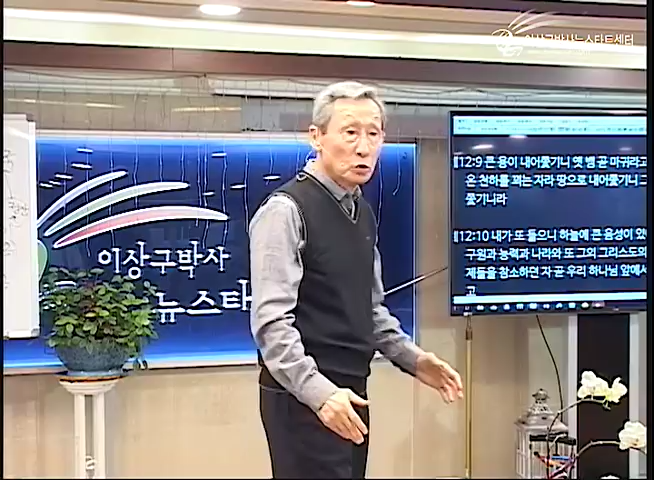 이상구박사뉴스타트센터
12:9 큰 용이 내어쫓기니 옛 뱀 곧 마귀라고
온 천하를 꾀는 자라 땅으로 내어쫓기니 그
쫓기니라
12:10 내가 또 들으니 하늘에 큰 음성이 있
구원과 능력과 나라와 또 그의 그리스도의
제들을 참소하던 자 곧 우리 하나님 앞에서
고
이상구박사
뉴스타